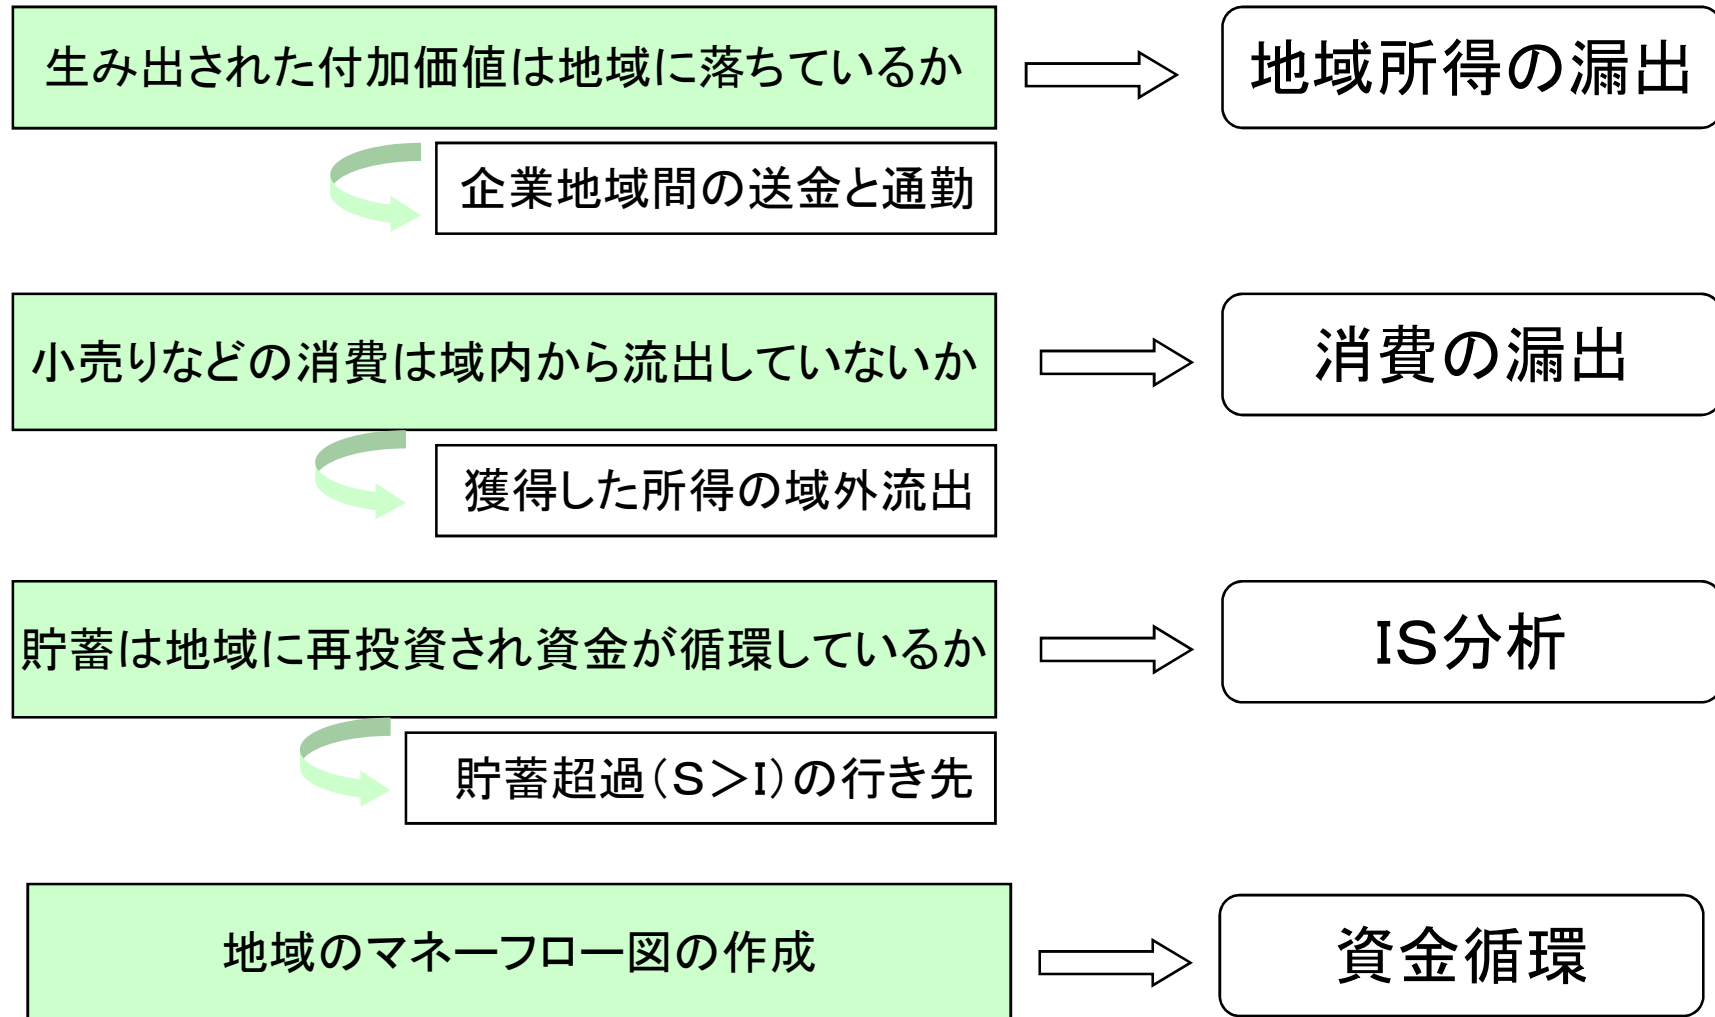 生み出された付加価値は地域に落ちているか
地域所得の漏出
企業地域間の送金と通勤
小売りなどの消費は域内から流出していないか
消費の漏出
獲得した所得の域外流出
貯蓄は地域に再投資され資金が循環しているか
IS分析
貯蓄超過（S＞I）の行き先
地域のマネーフロー図の作成
資金循環